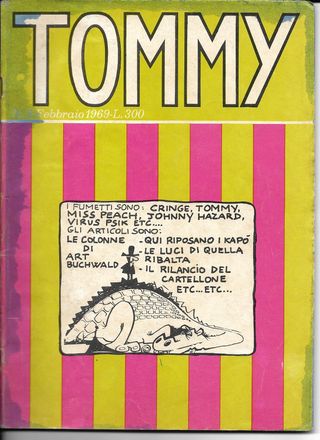 TOMMY
Febbraio 1969-L.300
I FUMETTI SONO: CRINGE, TOMMY,
MISS PEACH, JOHNNY HAZARD,
VIRUS PSIK ETC....
GLI ARTICOLI SONO:
LE COLONNE DI ART BUCHWALD
- QUI RIPOSANO I KAPÓ
- LE LUCI DI QUELLA
RIBALTA
- IL RILANCIO DEL
CARTELLONE
ETC...ETC...